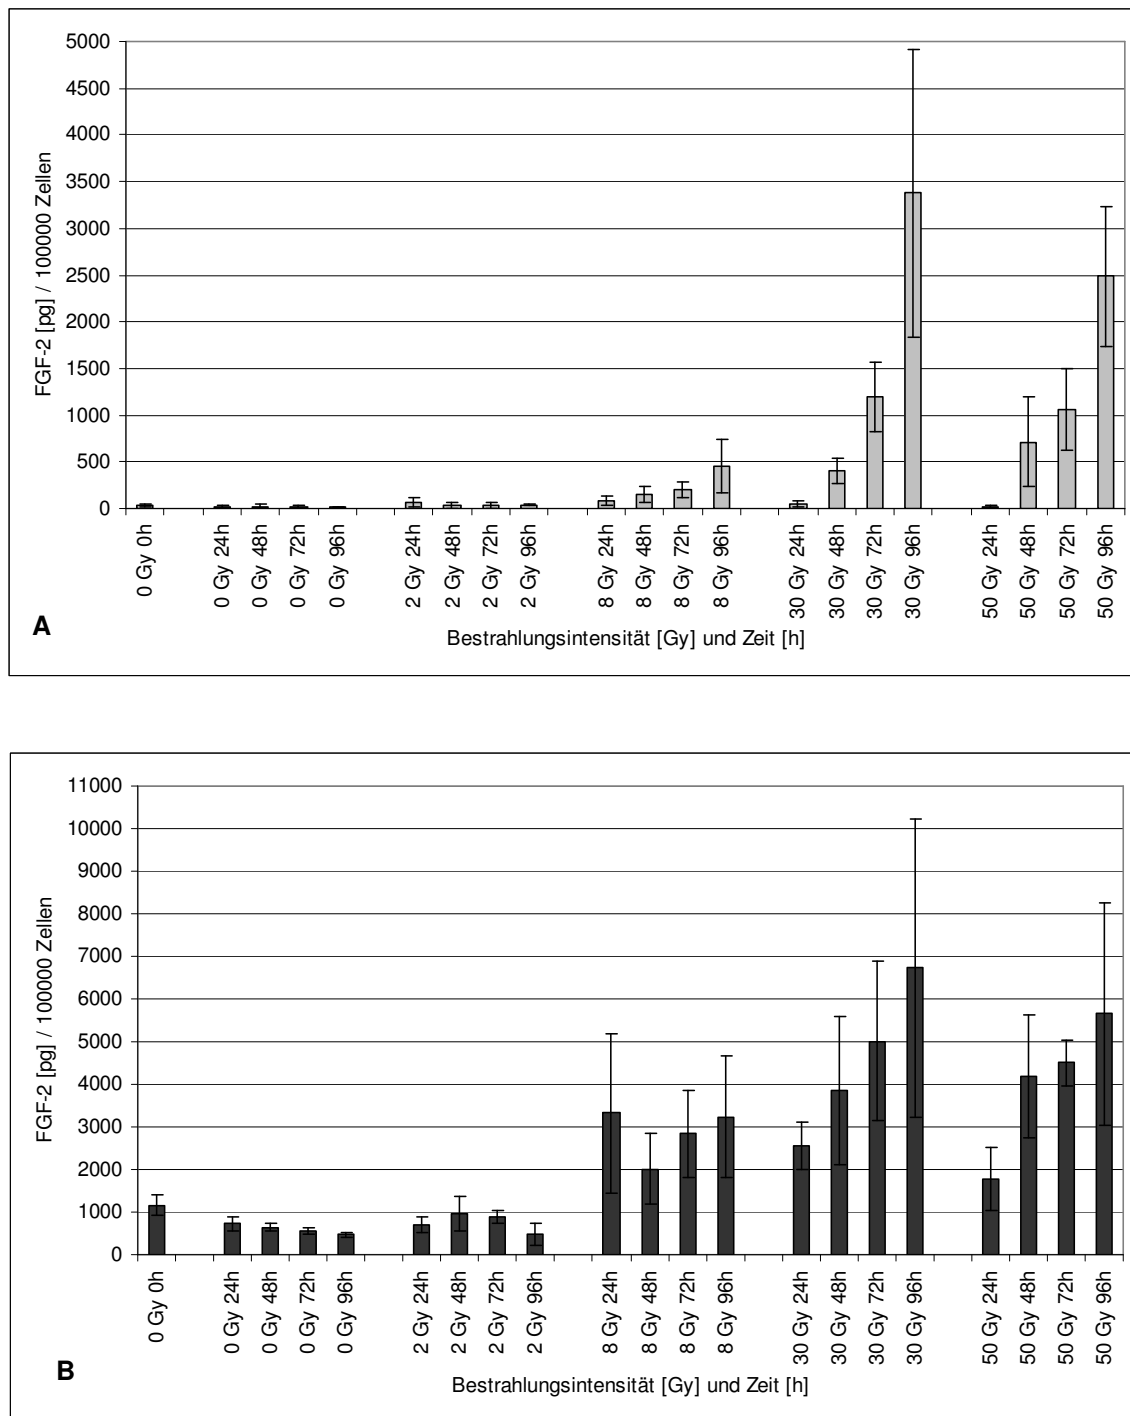 5000
4500
4000
3500
3000
2500
2000
1500
1000
500
0
FGF-2 [pg] / 100000 Zellen
0 Gy 0h
0 Gy 24h
0 Gy 48h
0 Gy 72h
0 Gy 96h
2 Gy 24h
2 Gy 48h
2 Gy 72h
2 Gy 96h
8 Gy 24h
8 Gy 48h
8 Gy 72h
8 Gy 96h
30 Gy 24h
30 Gy 48h
30 Gy 72h
30 Gy 96h
50 Gy 24h
50 Gy 48h
50 Gy 72h
50 Gy 96h
A
Bestrahlungsintensität [Gy] und Zeit [h]
11000
10000
9000
8000
7000
6000
5000
4000
3000
2000
1000
0
FGF-2 [pg] / 100000 Zellen
0 Gy 0h
0 Gy 24h
0 Gy 48h
0 Gy 72h
0 Gy 96h
2 Gy 24h
2 Gy 48h
2 Gy 72h
2 Gy 96h
8 Gy 24h
8 Gy 48h
8 Gy 72h
8 Gy 96h
30 Gy 24h
30 Gy 48h
30 Gy 72h
30 Gy 96h
50 Gy 24h
50 Gy 48h
50 Gy 72h
50 Gy 96h
B
Bestrahlungsintensität [Gy] und Zeit [h]